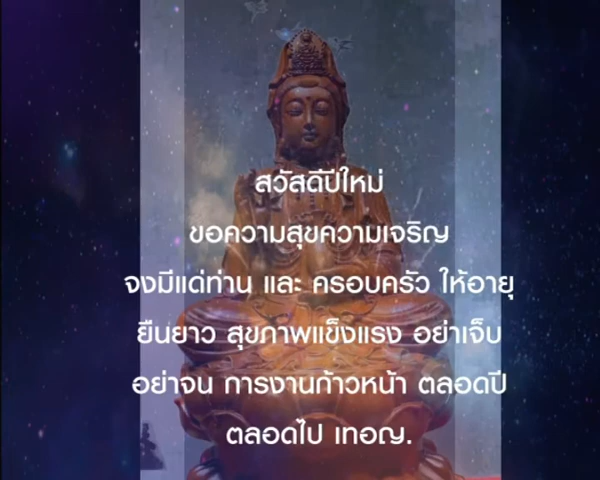 สวัสดีปีใหม่
ขอความสุขความเจริญ
จงมีแด่ท่าน และ ครอบครัว ให้อายุ
ยืนยาว สุขภาพแข็งแรง อย่าเจ็บ
อย่าจน การงานก้าวหน้า ตลอดปี
ตลอดไป เทอญ.